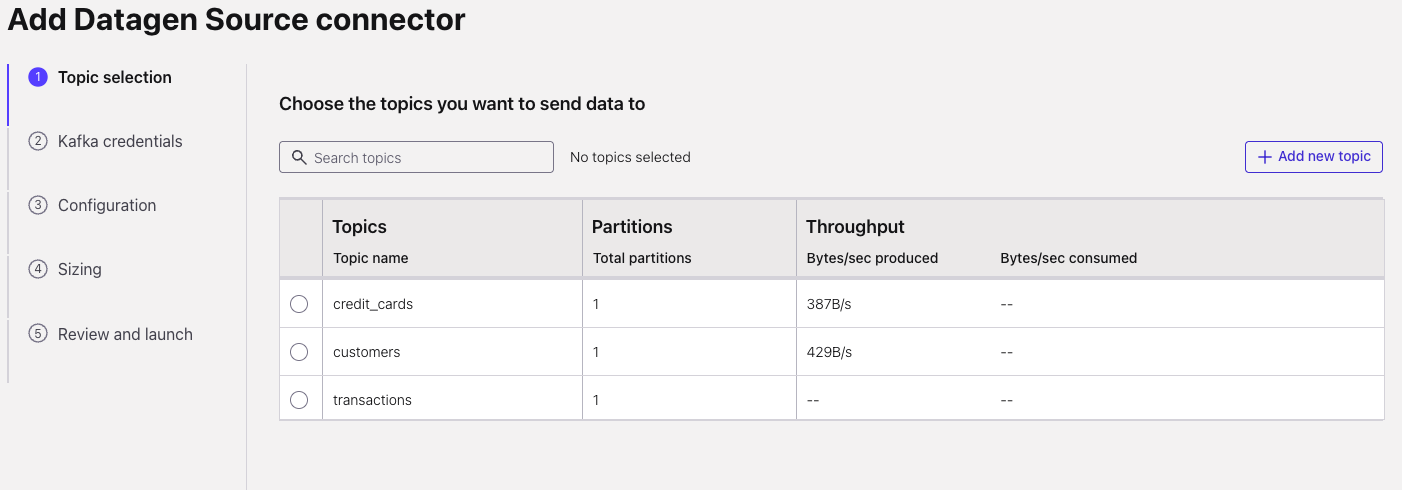 Add Datagen Source connector
1 Topic selection
2 Kafka credentials
3 Configuration
4 Sizing
5 Review and launch
Choose the topics you want to send data to
Search topics
No topics selected
+ Add new topic
Topics Partitions Throughput
Topic name Total partitions Bytes/sec produced Bytes/sec consumed
credit_cards 1 387B/s --
customers 1 429B/s --
transactions 1 -- --